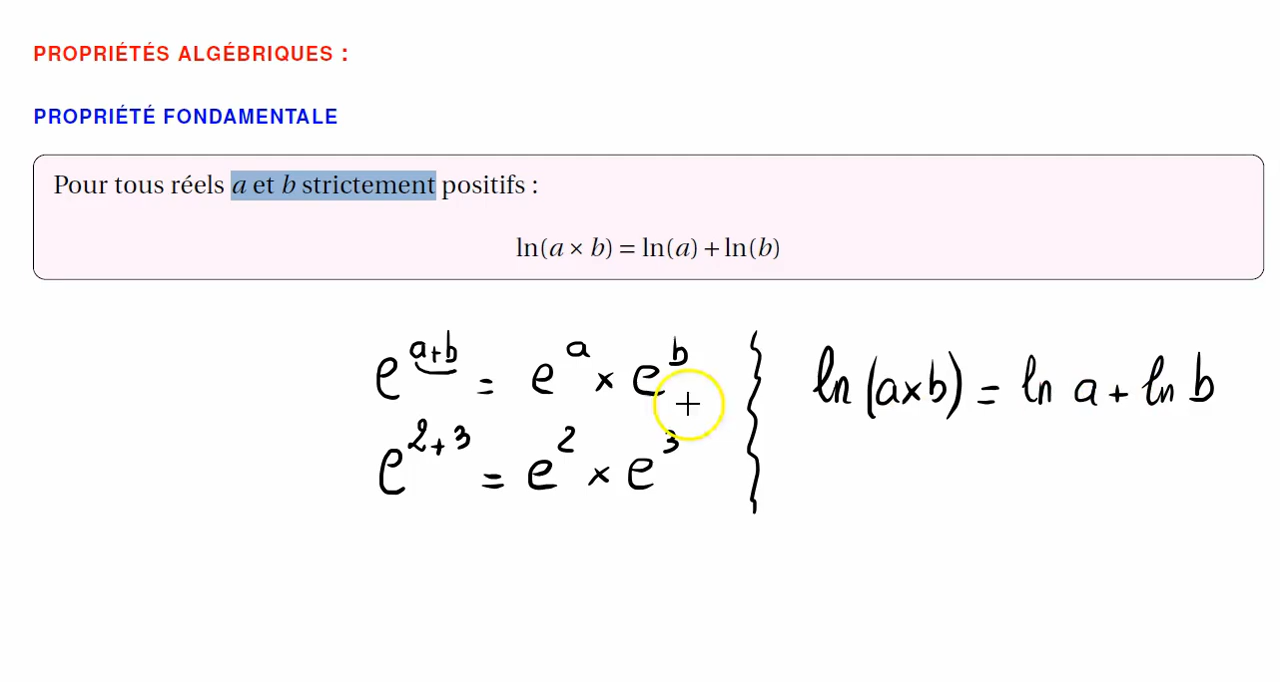 PROPRIÉTÉS ALGÉBRIQUES :
PROPRIÉTÉ FONDAMENTALE
Pour tous réels a et b strictement positifs :
ln(a × b) = ln(a) + ln(b)
e^{a+b} = e^a × e^b
e^{2+3} = e^2 × e^3
ln (a×b) = ln a + ln b